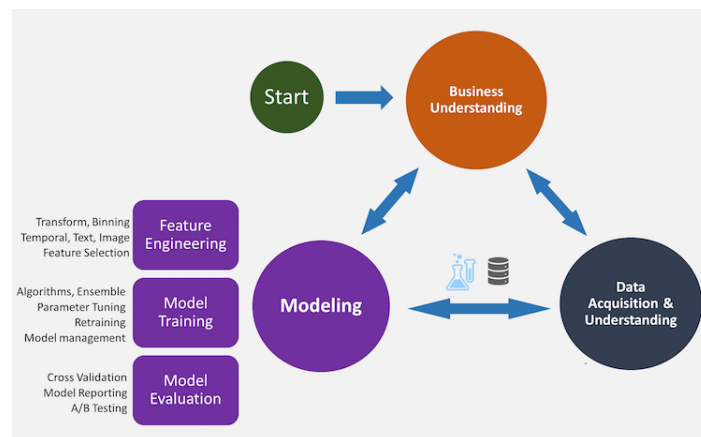 Start
Business
Understanding
Transform, Binning
Temporal, Text, Image
Feature Selection
Feature
Engineering
Algorithms, Ensemble
Parameter Tuning
Retraining
Model management
Model
Training
Cross Validation
Model Reporting
A/B Testing
Model
Evaluation
Modeling
Data
Acquisition &
Understanding